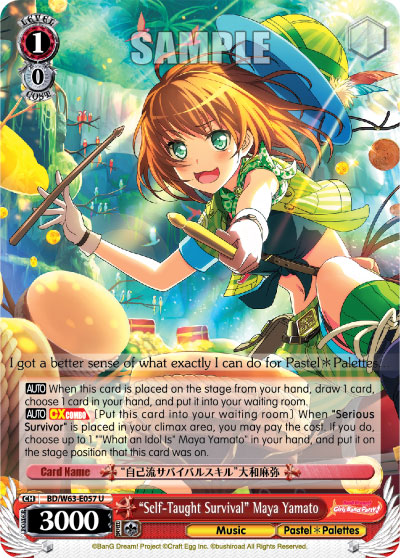 LEVEL
1
0
COST
SAMPLE
I got a better sense of what exactly I can do for Pastel＊Palettes...
AUTO When this card is placed on the stage from your hand, draw 1 card,
choose 1 card in your hand, and put it into your waiting room.
AUTO CX COMBO [Put this card into your waiting room] When "Serious
Survivor" is placed in your climax area, you may pay the cost. If you do,
choose up to 1 ""What an Idol Is" Maya Yamato" in your hand, and put it on
the stage position that this card was on.
Card Name "自己流サバイバルスキル"大和麻弥
CH BD/W63-E057 U
"Self-Taught Survival" Maya Yamato
3000
Music
Pastel＊Palettes
©BanG Dream! Project ©Craft Egg Inc. ©bushiroad All Rights Reserved.